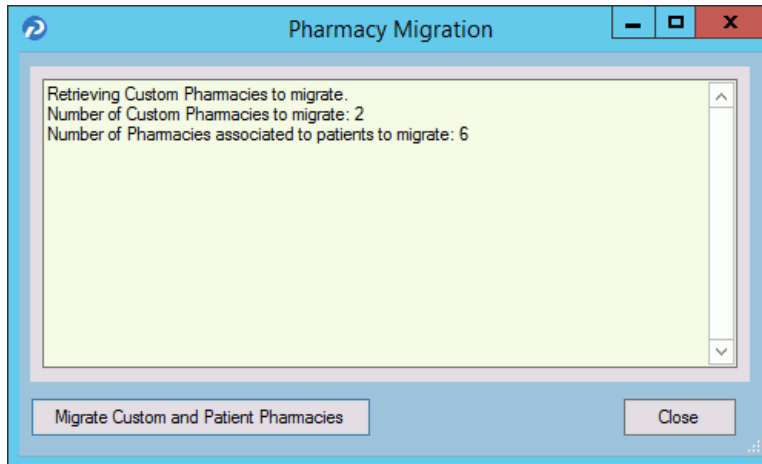 Pharmacy Migration
Retrieving Custom Pharmacies to migrate.
Number of Custom Pharmacies to migrate: 2
Number of Pharmacies associated to patients to migrate: 6
Migrate Custom and Patient Pharmacies
Close